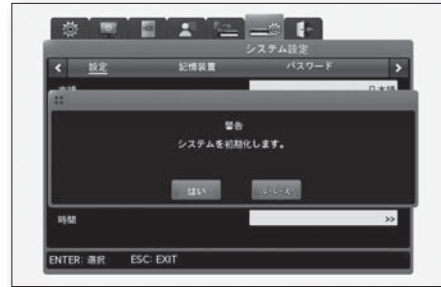 システム設定
設定 記憶装置 パスワード
言語 日本語
警告
システムを初期化します。
はい いいえ
時間 >>
ENTER: 選択 ESC: EXIT